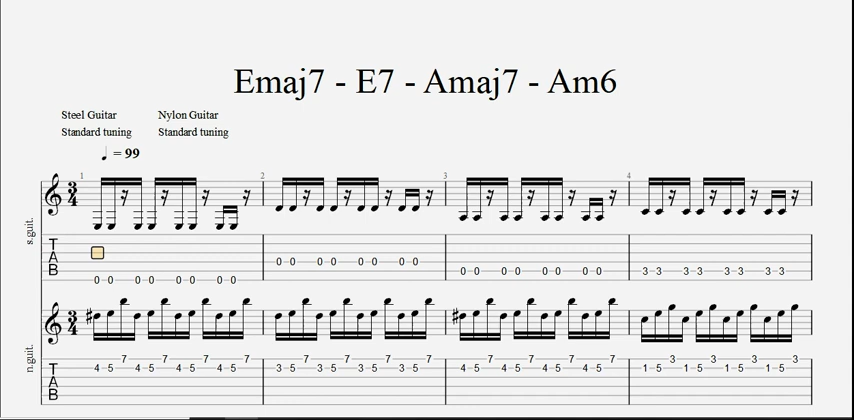 Emaj7 - E7 - Amaj7 - Am6
Steel Guitar Nylon Guitar
Standard tuning Standard tuning
♩ = 99
1 2 3 4
3 4
s.guit.
T
A
B
0 0 0 0 0 0 0 0 0 0 0 0 0 0 0 0
0 0 0 0 0 0 0 0 3 3 3 3 3 3 3 3
3 4
n.guit.
7 7 7 7 7 7 7 7 7 7 7 7 3 3 3 3
T 4 5 4 5 4 5 4 5 3 5 3 5 3 5 3 5 4 5 4 5 4 5 4 5 1 5 1 5 1 5 1 5
A
B